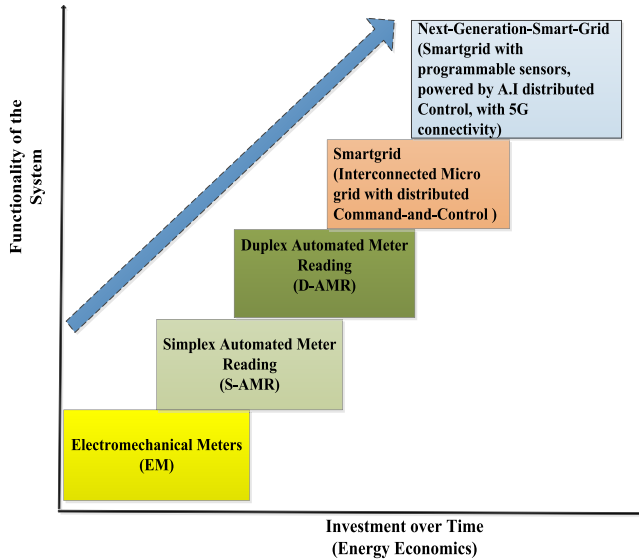 Next-Generation-Smart-Grid
(Smartgrid with
programmable sensors,
powered by A.I distributed
Control, with 5G
connectivity)
Smartgrid
(Interconnected Micro
grid with distributed
Command-and-Control )
Duplex Automated Meter
Reading
(D-AMR)
Simplex Automated Meter
Reading
(S-AMR)
Electromechanical Meters
(EM)
Functionality of the
System
Investment over Time
(Energy Economics)